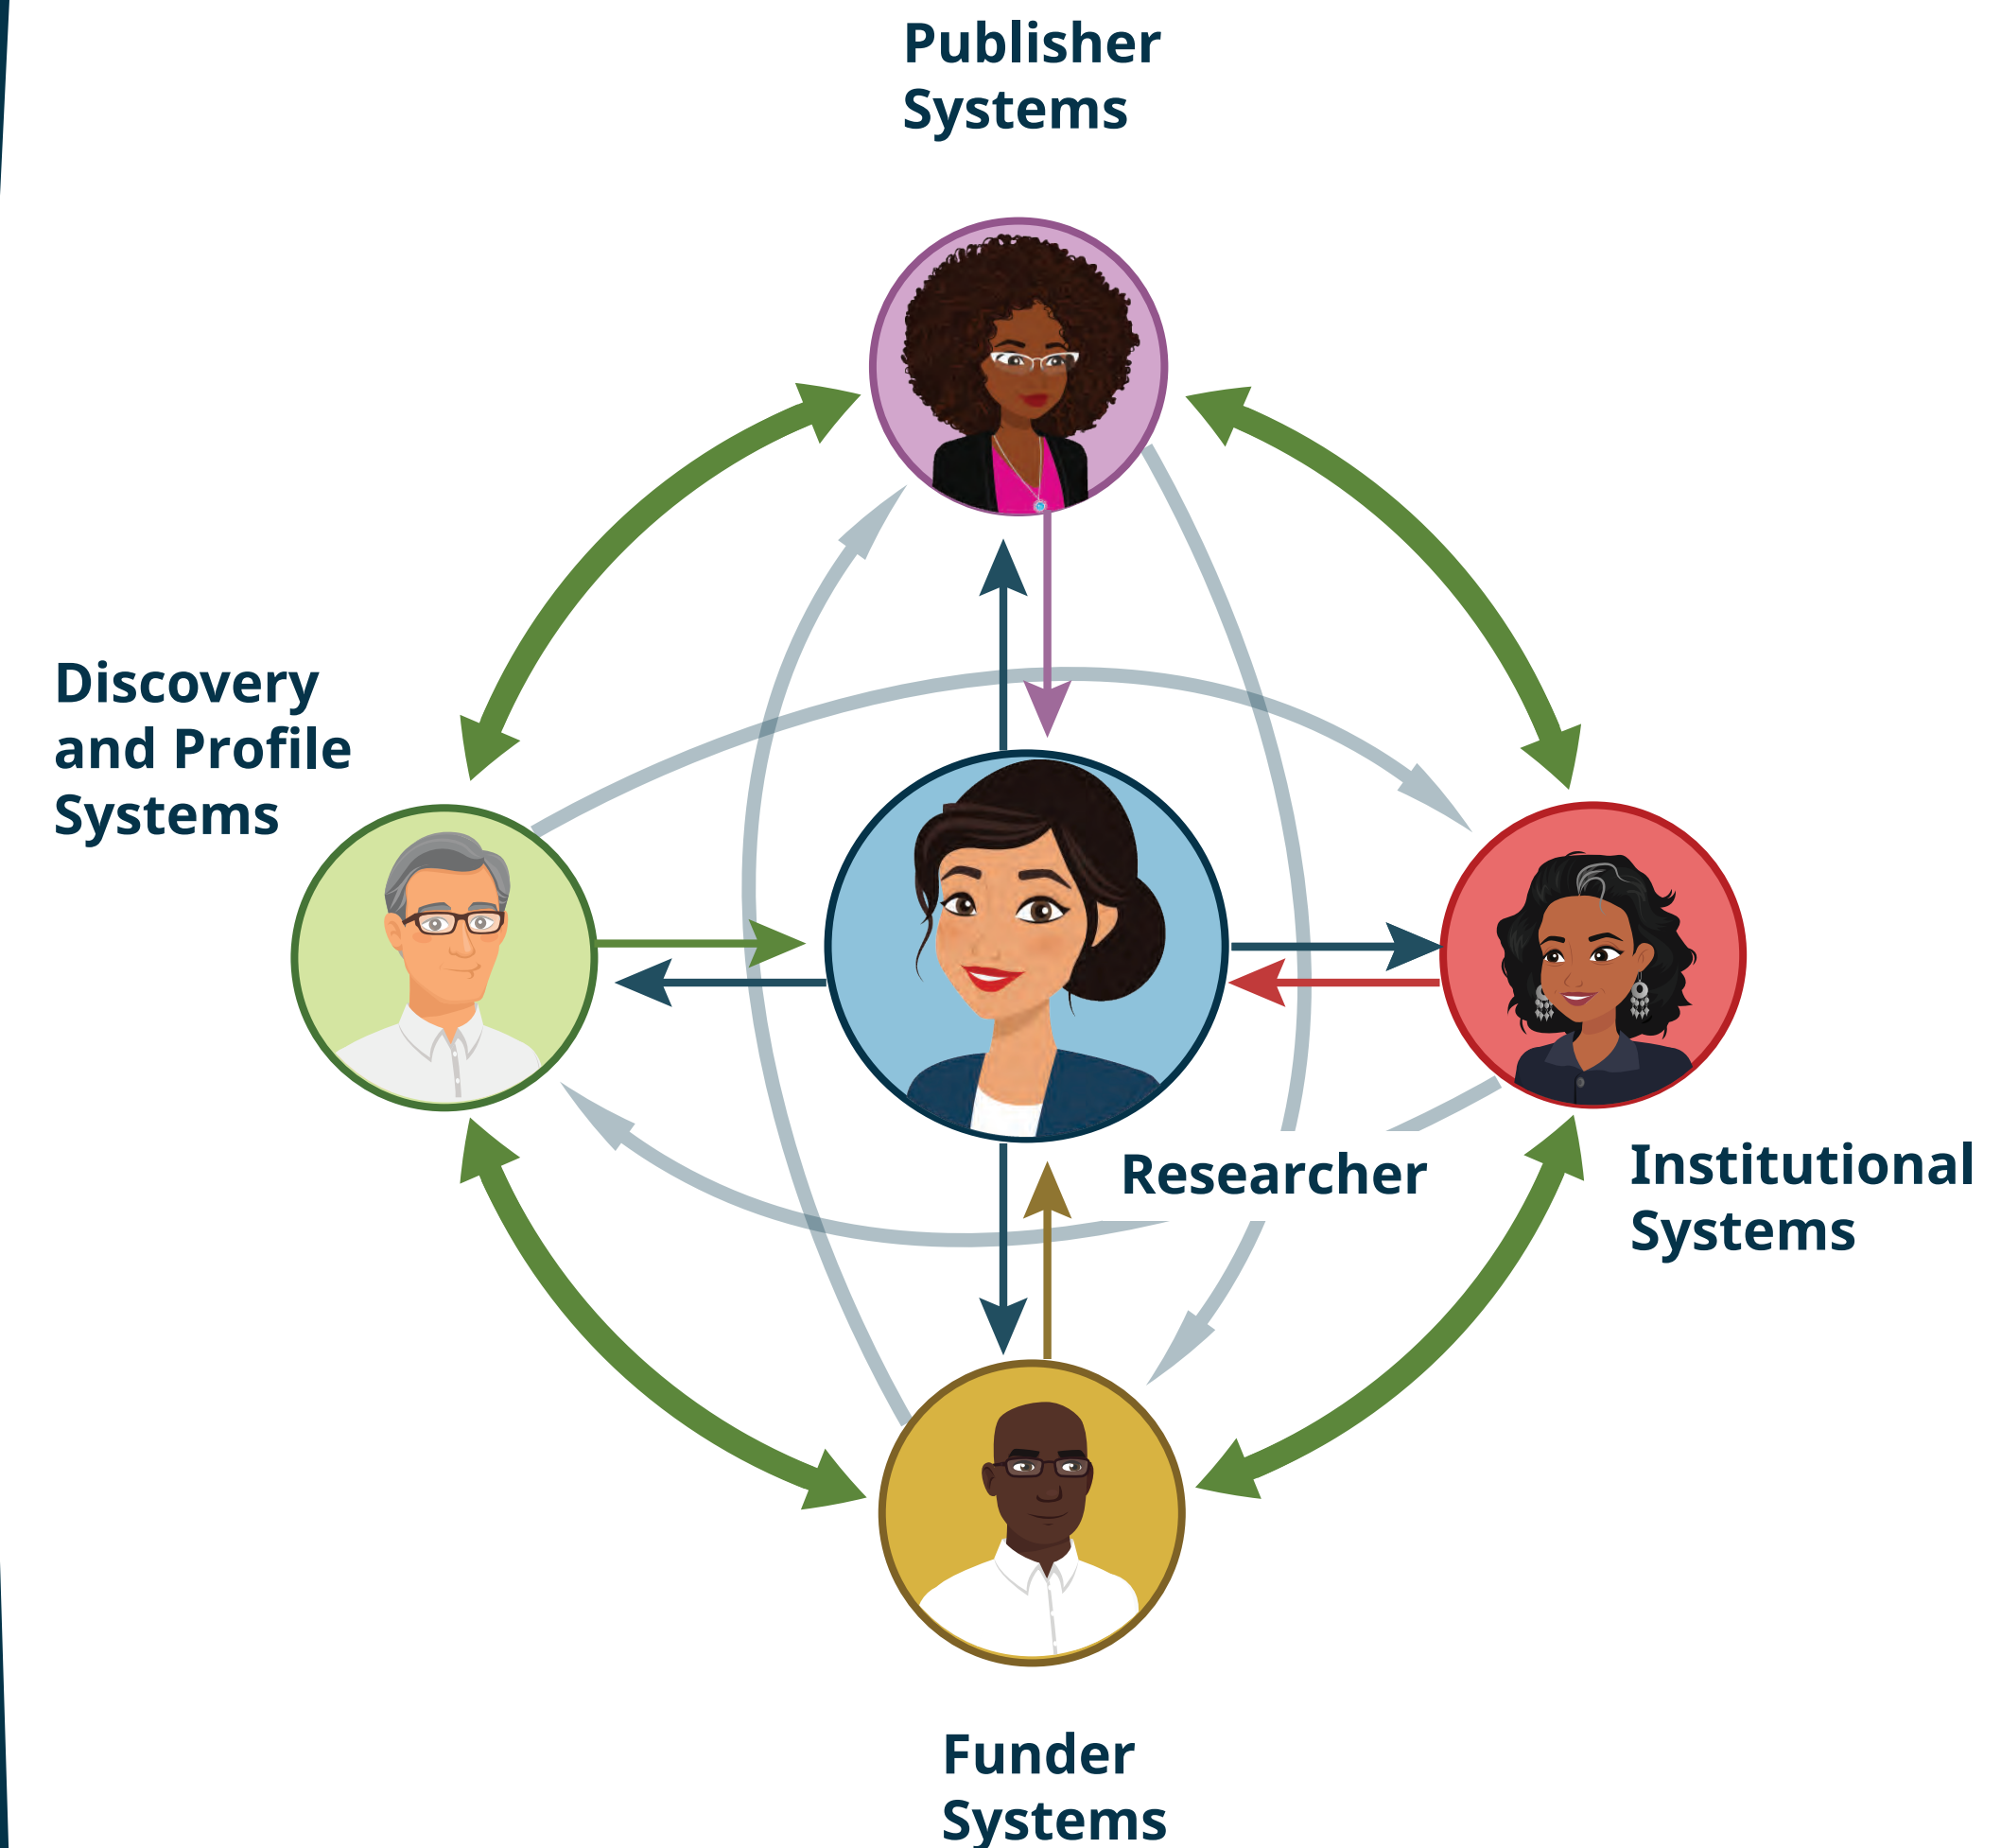 Publisher
Systems
Discovery
and Profile
Systems
Researcher
Institutional
Systems
Funder
Systems